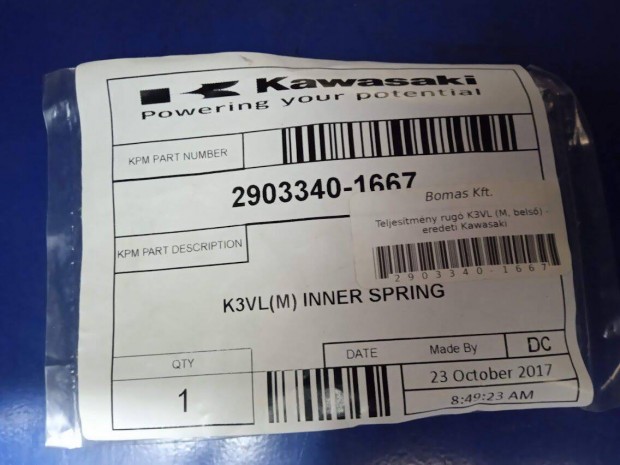 Kawasaki
Powering your potential
KPM PART NUMBER
2903340-1667
Bomas Kft.
Teljesítmény rugó K3VL (M, belső) -
eredeti Kawasaki
2903340-1667
KPM PART DESCRIPTION
K3VL(M) INNER SPRING
QTY
1
DATE
Made By
DC
23 October 2017
8:49:23 AM